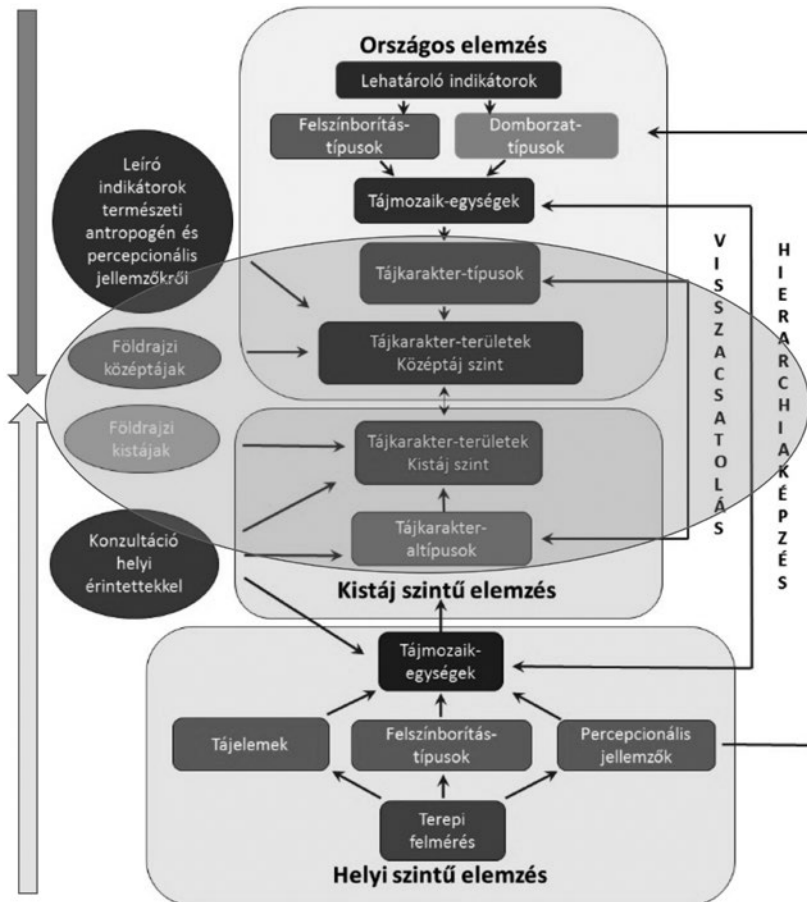 Országos elemzés
Lehatároló indikátorok
Felszínborítás-
típusok
Domborzat-
típusok
Tájmozaik-egységek
Leíró
indikátorok
természeti
antropogén és
percepcionális
jellemzőkről
Tájkarakter-típusok
Tájkarakter-területek
Középtáj szint
Földrajzi
középtájak
Földrajzi
kistájak
Tájkarakter-területek
Kistáj szint
Tájkarakter-
altípusok
Konzultáció
helyi
érintettekkel
Kistáj szintű elemzés
VISSZACSATOLÁS
HIERARCHIAKÉPZÉS
Tájmozaik-
egységek
Tájelemek
Felszínborítás-
típusok
Percepcionális
jellemzők
Terepi
felmérés
Helyi szintű elemzés